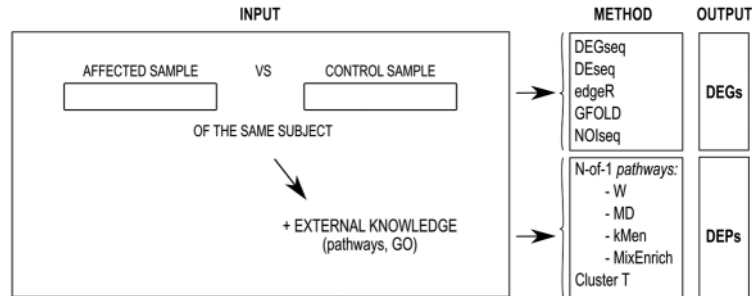 INPUT
METHOD
OUTPUT
AFFECTED SAMPLE VS CONTROL SAMPLE
OF THE SAME SUBJECT
+ EXTERNAL KNOWLEDGE
(pathways, GO)
DEGseq
DEseq
edgeR
GFOLD
NOIseq
DEGs
N-of-1 pathways:
- W
- MD
- kMen
- MixEnrich
Cluster T
DEPs